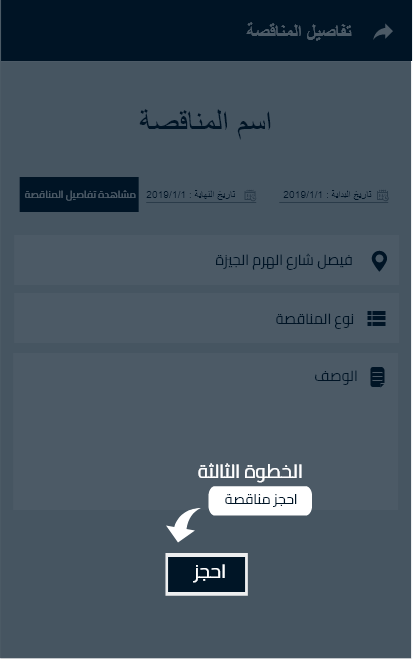 تفاصيل المناقصة
اسم المناقصة
تاريخ البداية : 2019/1/1
تاريخ النهاية : 2019/1/1
مشاهدة تفاصيل المناقصة
فيصل شارع الهرم الجيزة
نوع المناقصة
الوصف
الخطوة الثالثة
احجز مناقصة
احجز